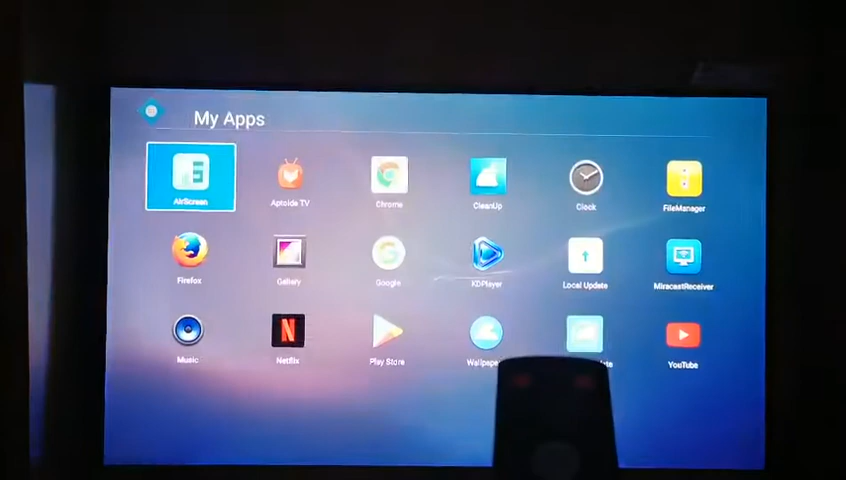 My Apps
AirScreen
Aptoide TV
Chrome
CleanUp
Clock
FileManager
Firefox
Gallery
Google
KDPlayer
Local Update
MiracastReceiver
Music
Netflix
Play Store
YouTube